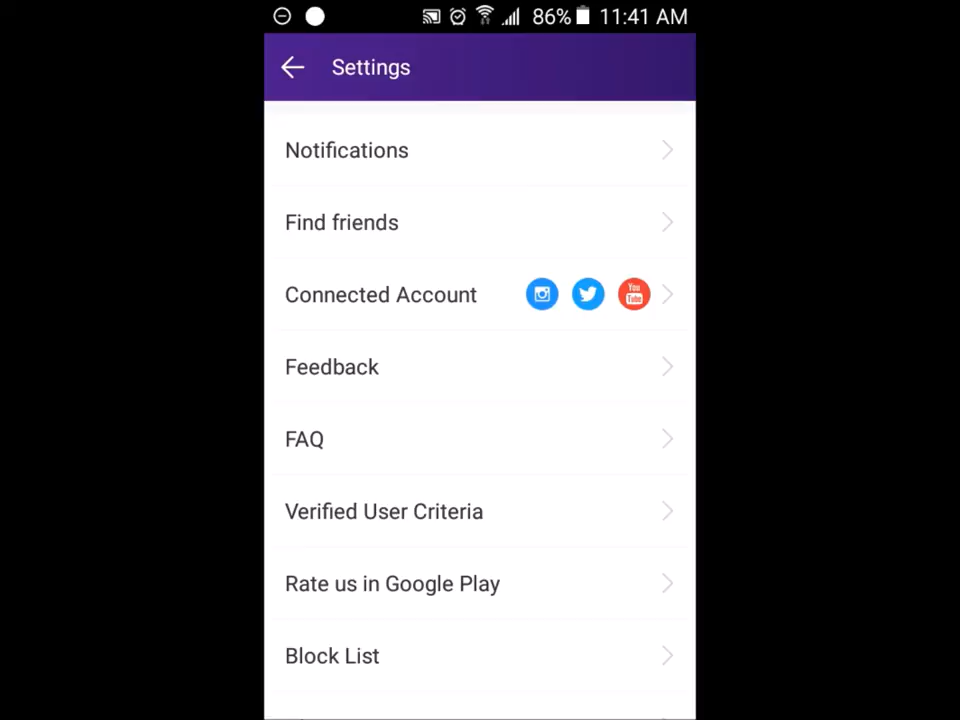 86% 11:41 AM
Settings
Notifications
Find friends
Connected Account You Tube
Feedback
FAQ
Verified User Criteria
Rate us in Google Play
Block List